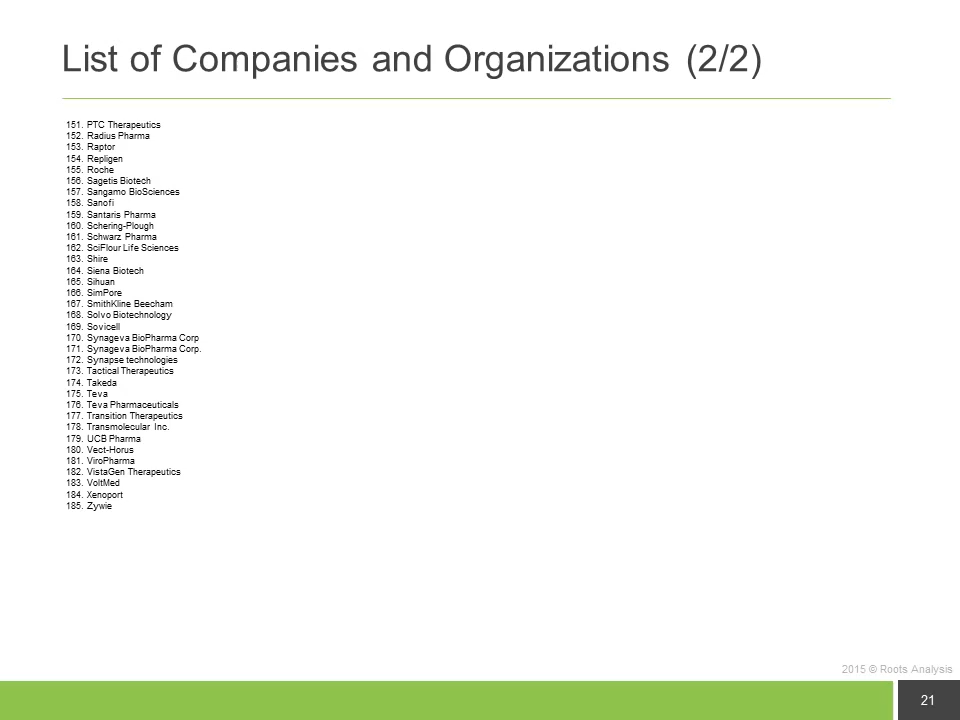 List of Companies and Organizations (2/2)
151. PTC Therapeutics
152. Radius Pharma
153. Raptor
154. Repligen
155. Roche
156. Sagetis Biotech
157. Sangamo BioSciences
158. Sanofi
159. Santaris Pharma
160. Schering-Plough
161. Schwarz Pharma
162. SciFlour Life Sciences
163. Shire
164. Siena Biotech
165. Sihuan
166. SimPore
167. SmithKline Beecham
168. Solvo Biotechnology
169. Sovicell
170. Synageva BioPharma Corp
171. Synageva BioPharma Corp.
172. Synapse technologies
173. Tactical Therapeutics
174. Takeda
175. Teva
176. Teva Pharmaceuticals
177. Transition Therapeutics
178. Transmolecular Inc.
179. UCB Pharma
180. Vect-Horus
181. ViroPharma
182. VistaGen Therapeutics
183. VoltMed
184. Xenoport
185. Zywie
2015 © Roots Analysis
21